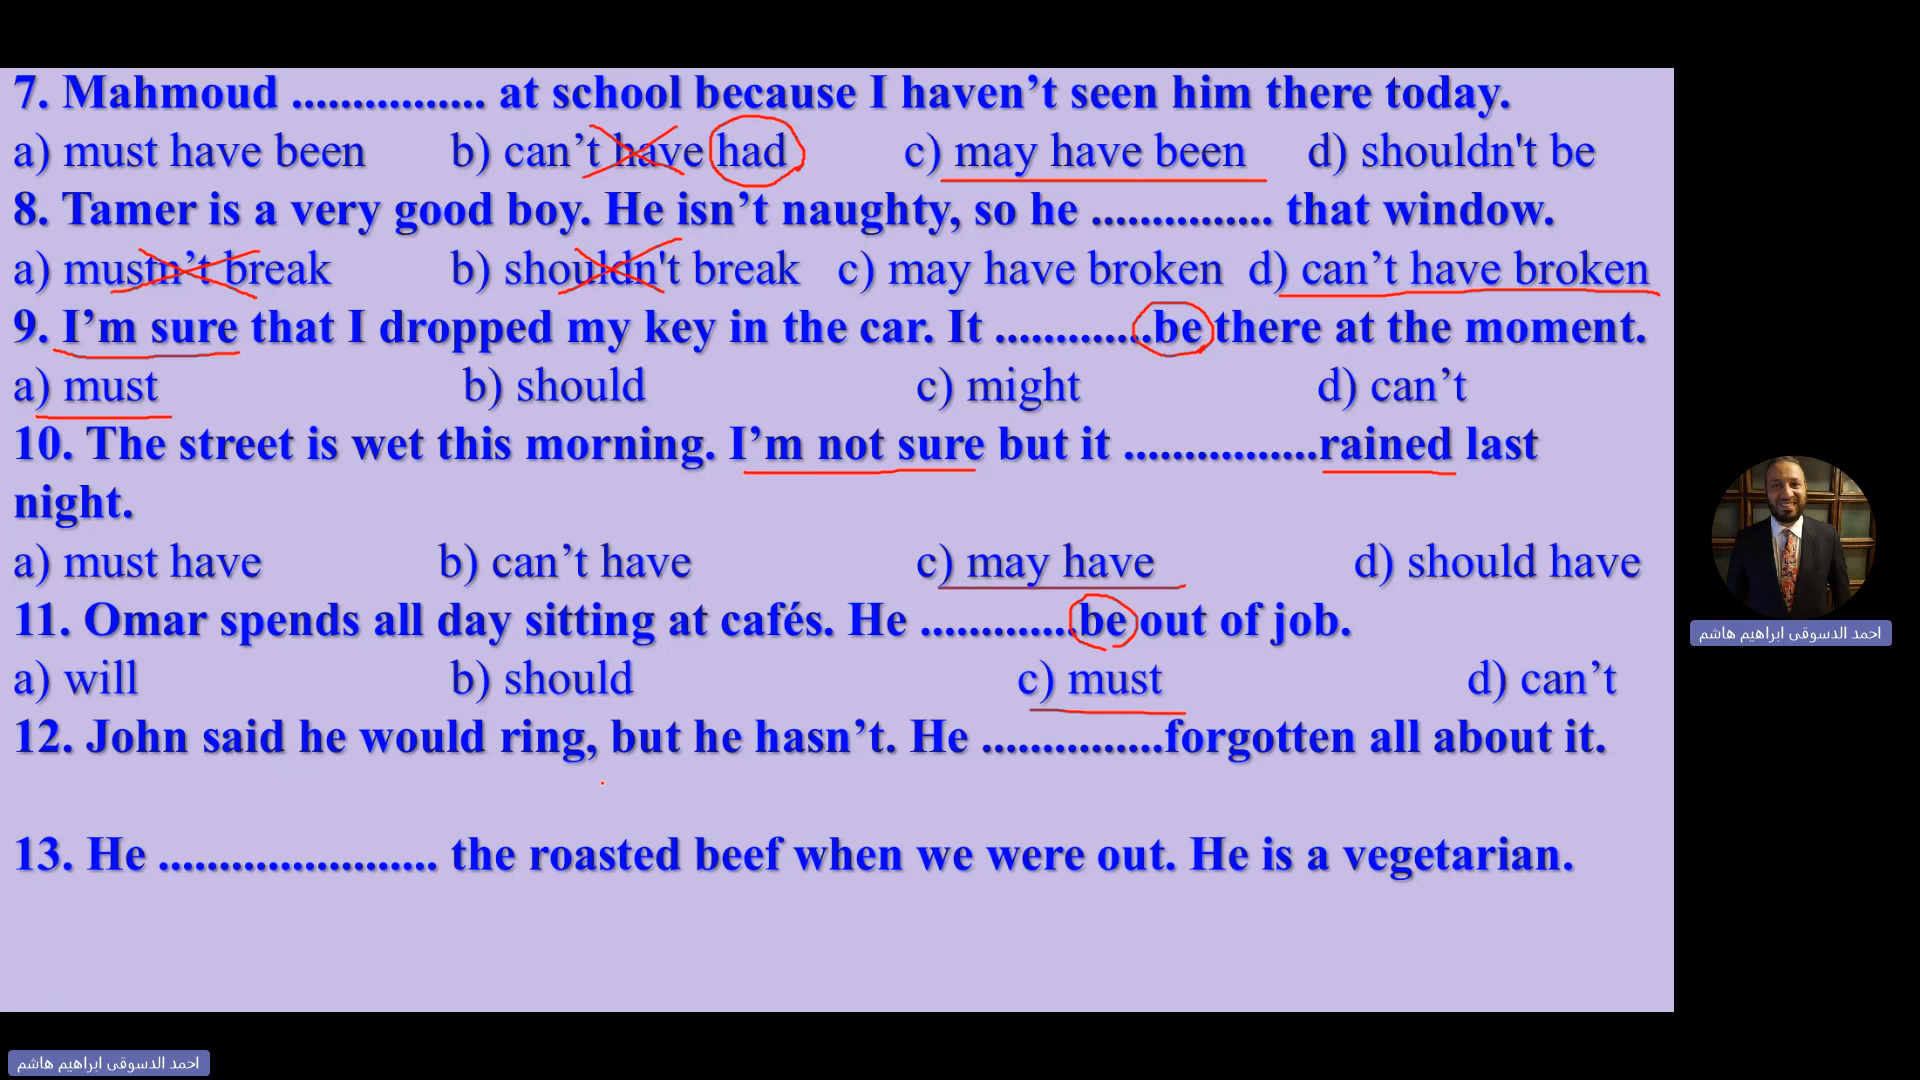 7. Mahmoud ................ at school because I haven’t seen him there today.
a) must have been b) can’t have had c) may have been d) shouldn't be
8. Tamer is a very good boy. He isn’t naughty, so he ............... that window.
a) mustn’t break b) shouldn't break c) may have broken d) can’t have broken
9. I’m sure that I dropped my key in the car. It .............be there at the moment.
a) must b) should c) might d) can’t
10. The street is wet this morning. I’m not sure but it ................rained last
night.
a) must have b) can’t have c) may have d) should have
11. Omar spends all day sitting at cafés. He .............be out of job.
a) will b) should c) must d) can’t
12. John said he would ring, but he hasn’t. He ...............forgotten all about it.
13. He ....................... the roasted beef when we were out. He is a vegetarian.
احمد الدسوقى ابراهيم هاشم
احمد الدسوقى ابراهيم هاشم